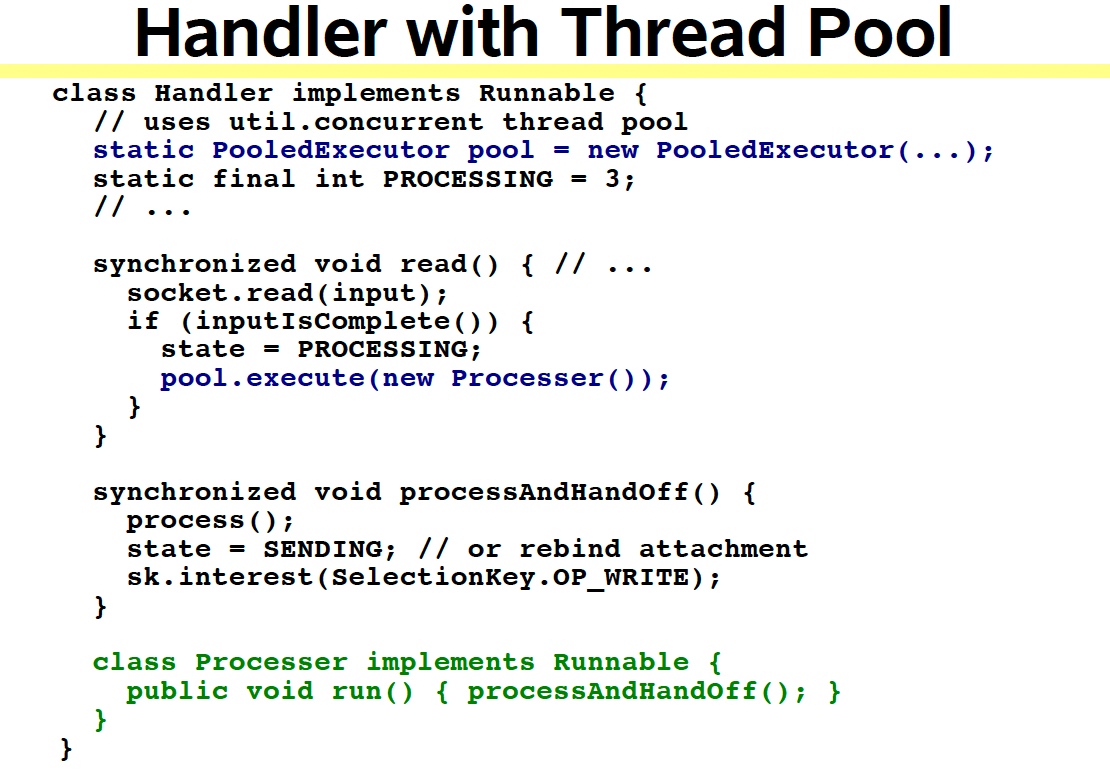 Handler with Thread Pool
class Handler implements Runnable {
// uses util.concurrent thread pool
static PooledExecutor pool = new PooledExecutor(...);
static final int PROCESSING = 3;
// ...
synchronized void read() { // ...
socket.read(input);
if (inputIsComplete()) {
state = PROCESSING;
pool.execute(new Processer());
}
}
synchronized void processAndHandOff() {
process();
state = SENDING; // or rebind attachment
sk.interest(SelectionKey.OP_WRITE);
}
class Processer implements Runnable {
public void run() { processAndHandOff(); }
}
}